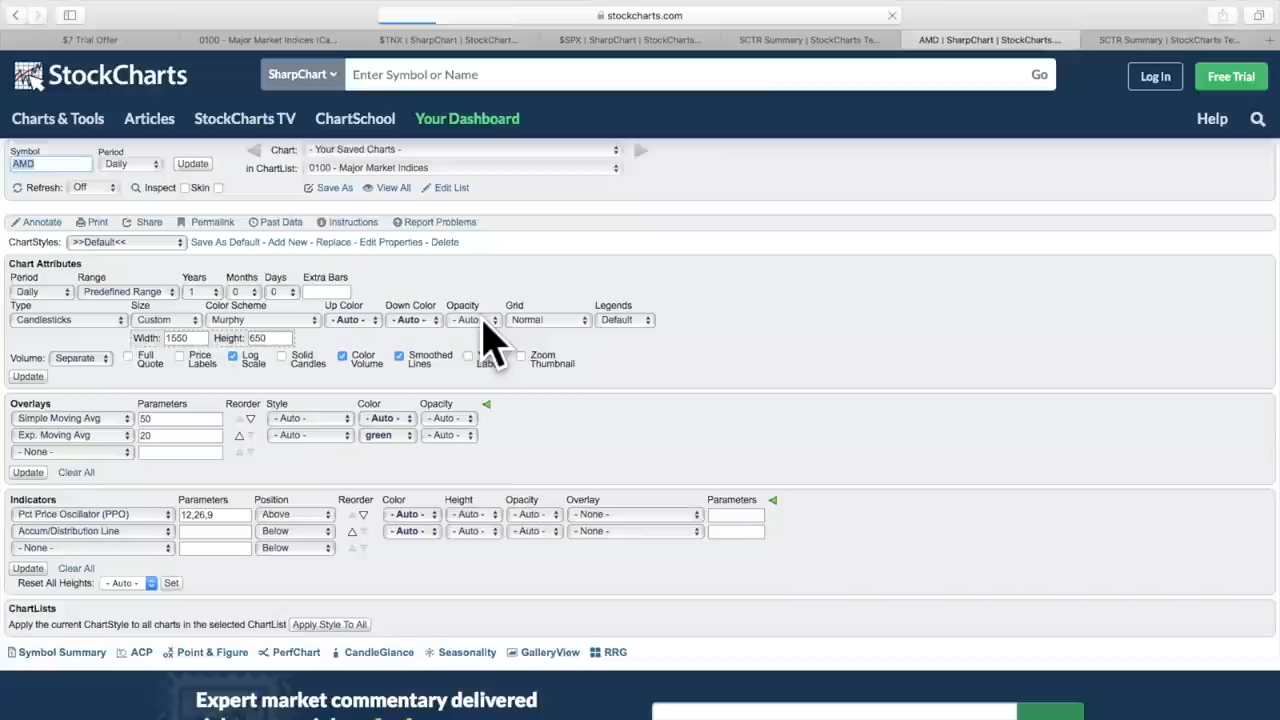 stockcharts.com
$7 Trial Offer
0100 - Major Market Indices (Ca...
$TNX | SharpChart | StockChart...
$SPX | SharpChart | StockCharts...
SCTR Summary | StockCharts Te...
AMD | SharpChart | StockCharts....
SCTR Summary | StockCharts Te...
StockCharts
SharpChart
Enter Symbol or Name
Go
Log In
Free Trial
Charts & Tools
Articles
StockCharts TV
ChartSchool
Your Dashboard
Help
Symbol
Period
Chart:
- Your Saved Charts -
AMD
Daily
Update
in ChartList:
0100 - Major Market Indices
Refresh:
Off
Inspect
Skin
Save As
View All
Edit List
Annotate
Print
Share
Permalink
Past Data
Instructions
Report Problems
ChartStyles:
>>Default<<
Save As Default - Add New - Replace - Edit Properties - Delete
Chart Attributes
Period Range Years Months Days Extra Bars
Daily Predefined Range 1 0 0
Type Size Color Scheme Up Color Down Color Opacity Grid Legends
Candlesticks Custom Murphy - Auto - - Auto - - Auto Normal Default
Width: 1550 Height: 650
Volume: Separate
Full Quote
Price Labels
Log Scale
Solid Candles
Color Volume
Smoothed Lines
Zoom Thumbnail
Update
Overlays Parameters Reorder Style Color Opacity
Simple Moving Avg 50 - Auto - - Auto - - Auto -
Exp. Moving Avg 20 - Auto - green - Auto -
- None -
Update Clear All
Indicators Parameters Position Reorder Color Height Opacity Overlay Parameters
Pct Price Oscillator (PPO) 12,26,9 Above - Auto - - Auto - - Auto - - None -
Accum/Distribution Line Below - Auto - - Auto - - Auto - - None -
- None - Below
Update Clear All
Reset All Heights: - Auto - Set
ChartLists
Apply the current ChartStyle to all charts in the selected ChartList Apply Style To All
Symbol Summary
ACP
Point & Figure
PerfChart
CandleGlance
Seasonality
GalleryView
RRG
Expert market commentary delivered